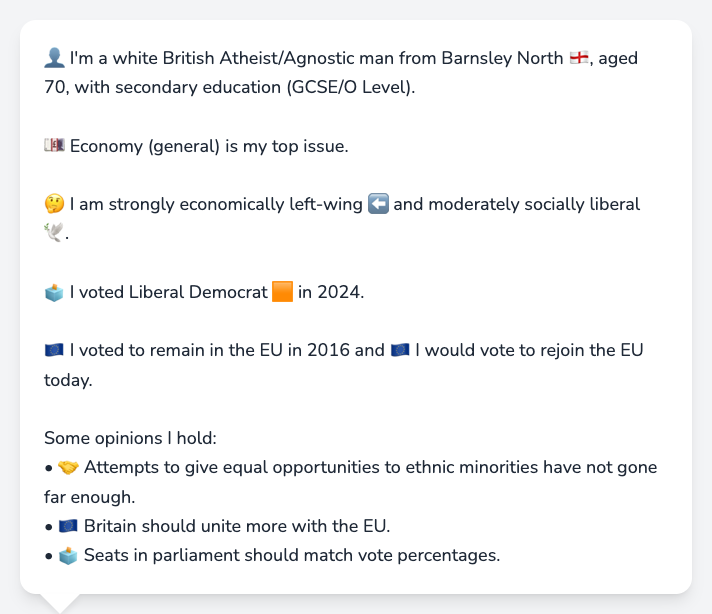 👤 I'm a white British Atheist/Agnostic man from Barnsley North 🏴󠁧󠁢󠁥󠁮󠁧󠁿, aged
70, with secondary education (GCSE/O Level).
💷 Economy (general) is my top issue.
🤔 I am strongly economically left-wing ⬅️ and moderately socially liberal
🕊️.
🗳️ I voted Liberal Democrat 🟧 in 2024.
🇪🇺 I voted to remain in the EU in 2016 and 🇪🇺 I would vote to rejoin the EU
today.
Some opinions I hold:
• 🤝 Attempts to give equal opportunities to ethnic minorities have not gone
far enough.
• 🇪🇺 Britain should unite more with the EU.
• 🗳️ Seats in parliament should match vote percentages.